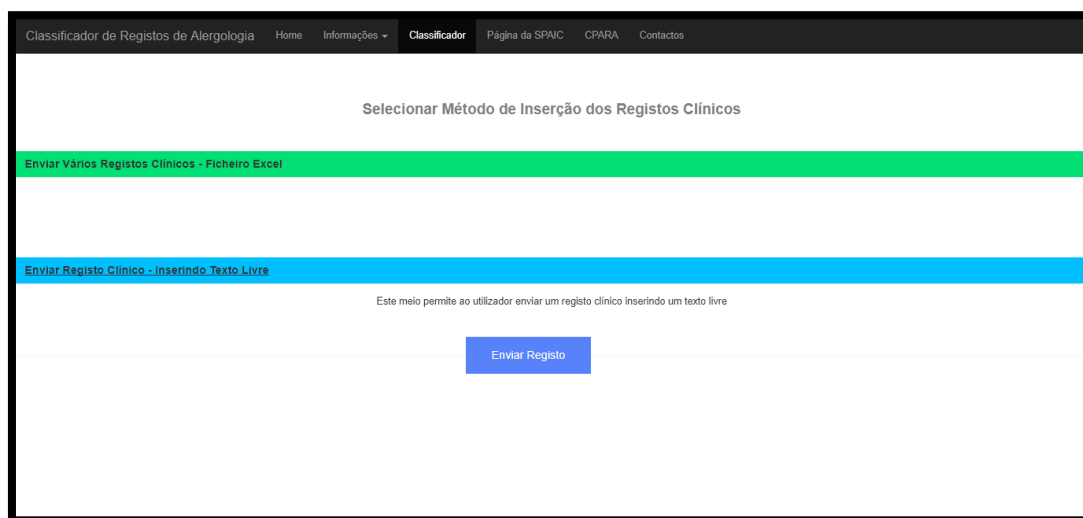 Classificador de Registos de Alergologia Home Informações Classificador Página da SPAIC CPARA Contactos
Selecionar Método de Inserção dos Registos Clínicos
Enviar Vários Registos Clínicos - Ficheiro Excel
Enviar Registo Clínico - Inserindo Texto Livre
Este meio permite ao utilizador enviar um registo clínico inserindo um texto livre
Enviar Registo